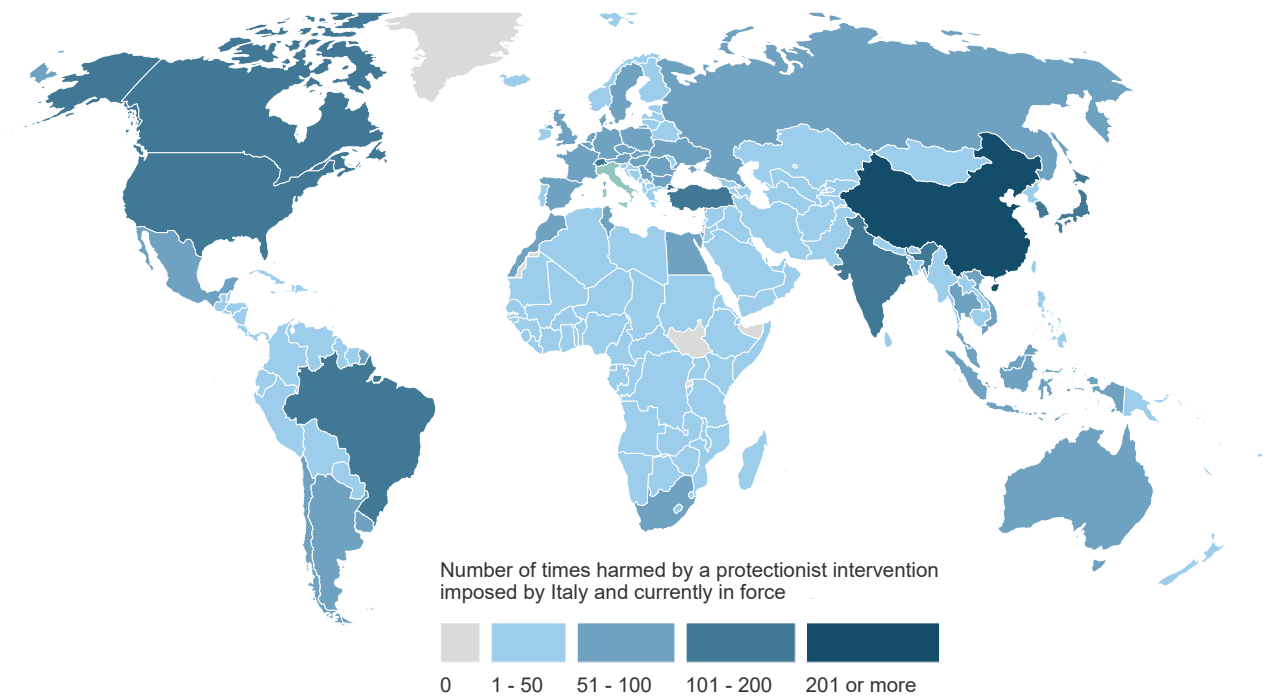 Number of times harmed by a protectionist intervention
imposed by Italy and currently in force
0 1 - 50 51 - 100 101 - 200 201 or more